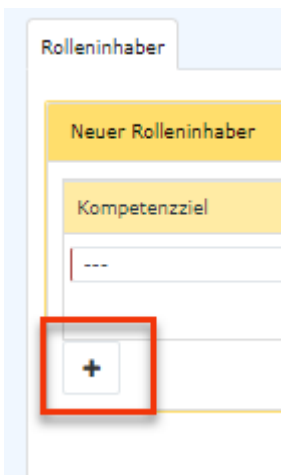 Rolleninhaber
Neuer Rolleninhaber
Kompetenzziel
---
+